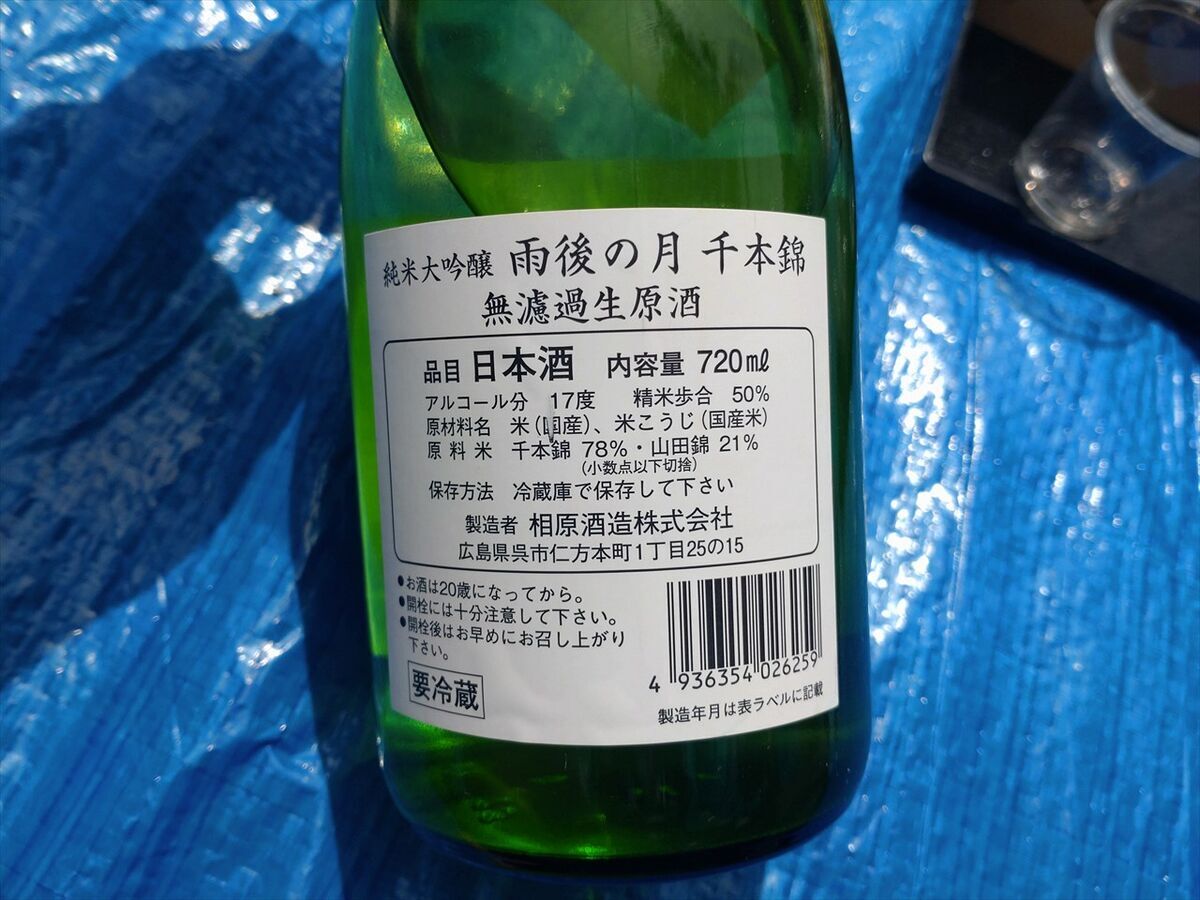 純米大吟醸 雨後の月 千本錦
無濾過生原酒
品目 日本酒 内容量 720㎖
アルコール分 17度 精米歩合 50%
原材料名 米(国産)、米こうじ(国産米)
原料米 千本錦 78%・山田錦 21%
(小数点以下切捨)
保存方法 冷蔵庫で保存して下さい
製造者 相原酒造株式会社
広島県呉市仁方本町1丁目25の15
●お酒は20歳になってから。
●開栓には十分注意して下さい。
●開栓後はお早めにお召し上がり
下さい。
要冷蔵
4 936354 026259
製造年月は表ラベルに記載